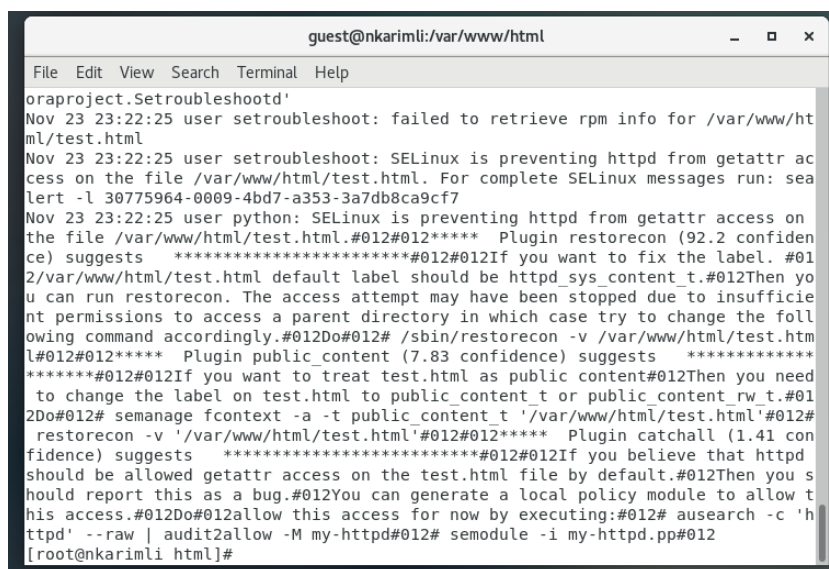 guest@nkarimli:/var/www/html
File Edit View Search Terminal Help
oraproject.Setroubleshootd'
Nov 23 23:22:25 user setroubleshoot: failed to retrieve rpm info for /var/www/ht
ml/test.html
Nov 23 23:22:25 user setroubleshoot: SELinux is preventing httpd from getattr ac
cess on the file /var/www/html/test.html. For complete SELinux messages run: sea
lert -l 30775964-0009-4bd7-a353-3a7db8ca9cf7
Nov 23 23:22:25 user python: SELinux is preventing httpd from getattr access on
the file /var/www/html/test.html.#012#012*****  Plugin restorecon (92.2 confiden
ce) suggests   ************************#012#012If you want to fix the label. #01
2/var/www/html/test.html default label should be httpd_sys_content_t.#012Then yo
u can run restorecon. The access attempt may have been stopped due to insufficie
nt permissions to access a parent directory in which case try to change the foll
owing command accordingly.#012Do#012# /sbin/restorecon -v /var/www/html/test.htm
l#012#012*****  Plugin public_content (7.83 confidence) suggests   *************
*******#012#012If you want to treat test.html as public content#012Then you need
 to change the label on test.html to public_content_t or public_content_rw_t.#01
2Do#012# semanage fcontext -a -t public_content_t '/var/www/html/test.html'#012#
 restorecon -v '/var/www/html/test.html'#012#012*****  Plugin catchall (1.41 con
fidence) suggests   **************************#012#012If you believe that httpd
should be allowed getattr access on the test.html file by default.#012Then you s
hould report this as a bug.#012You can generate a local policy module to allow t
his access.#012Do#012allow this access for now by executing:#012# ausearch -c 'h
ttpd' --raw | audit2allow -M my-httpd#012# semodule -i my-httpd.pp#012
[root@nkarimli html]#